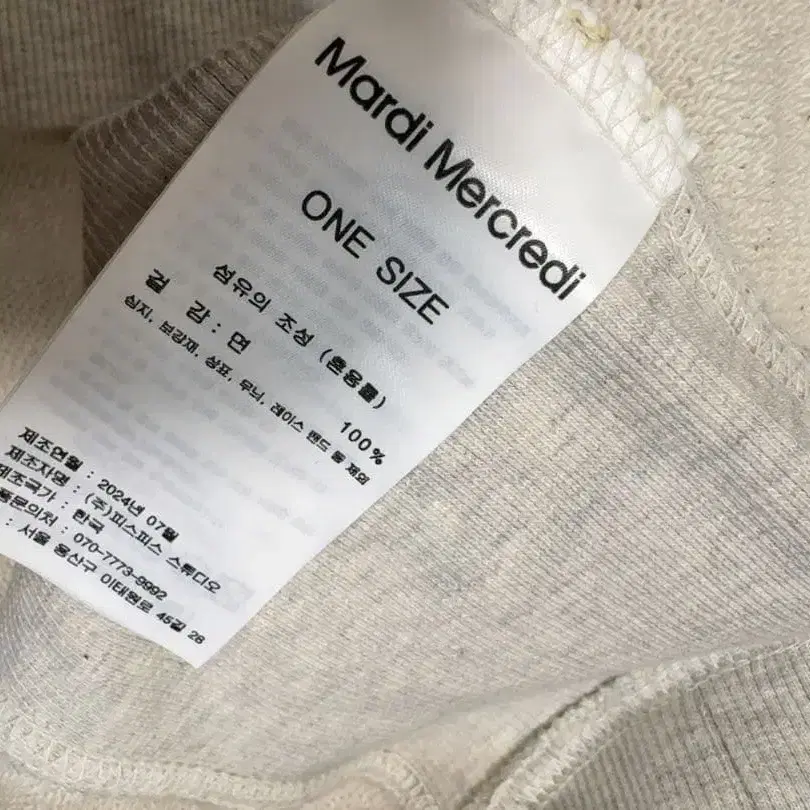 Mardi Mercredi
ONE SIZE
섬유의 조성 (혼용률)
겉 감 : 면 100%
심지, 보강재, 상표, 무늬, 레이스 밴드 등 제외
제조연월 : 2024년 07월
제조자명 : (주)피스피스 스튜디오
제조국가 : 한국
품문의처 : 070-7773-9992
: 서울 용산구 이태원로 45길 28